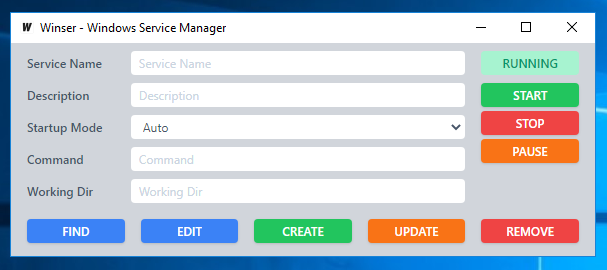 W Winser - Windows Service Manager
Service Name Service Name RUNNING
Description Description START
Startup Mode Auto STOP
Command Command PAUSE
Working Dir Working Dir
FIND EDIT CREATE UPDATE REMOVE